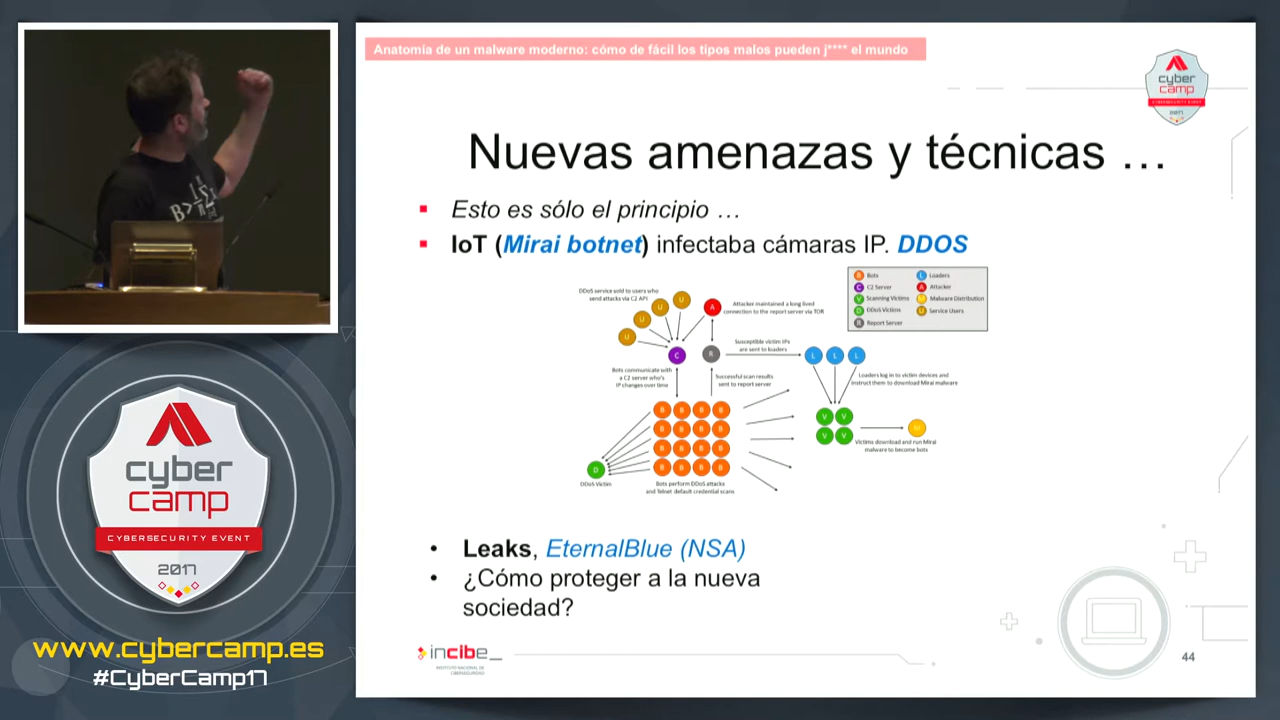 Anatomia de un malware moderno: cómo de fácil los tipos malos pueden j**** el mundo
cyber
camp
CYBERSECURITY EVENT
2017
Nuevas amenazas y técnicas …
Esto es sólo el principio …
IoT (Mirai botnet) infectaba cámaras IP. DDOS
Bots
Loaders
C2 Server
Attacker
Scanning Victims
Malware Distribution
DDoS Victims
Service Users
Report Server
DDoS service sold to users who
send attacks via C2 API
Attacker maintained a long lived
connection to the report server via TOR
U
U
U
U
A
Susceptible victim IPs
are sent to loaders
C
R
L
L
L
Bots communicate with
a C2 server who's
IP changes over time
Successful scan results
sent to report server
Loaders log in to victim devices and
instruct them to download Mirai malware
B B B B
B B B B
B B B B
B B B B
V V
V V
M
Victims download and run Mirai
malware to become bots
D
DDoS Victim
Bots perform DDoS attacks
and Telnet default credential scans
Leaks, EternalBlue (NSA)
¿Cómo proteger a la nueva
sociedad?
incibe_
INSTITUTO NACIONAL DE
CIBERSEGURIDAD
44
cyber
camp
CYBERSECURITY EVENT
2017
www.cybercamp.es
#CyberCamp17